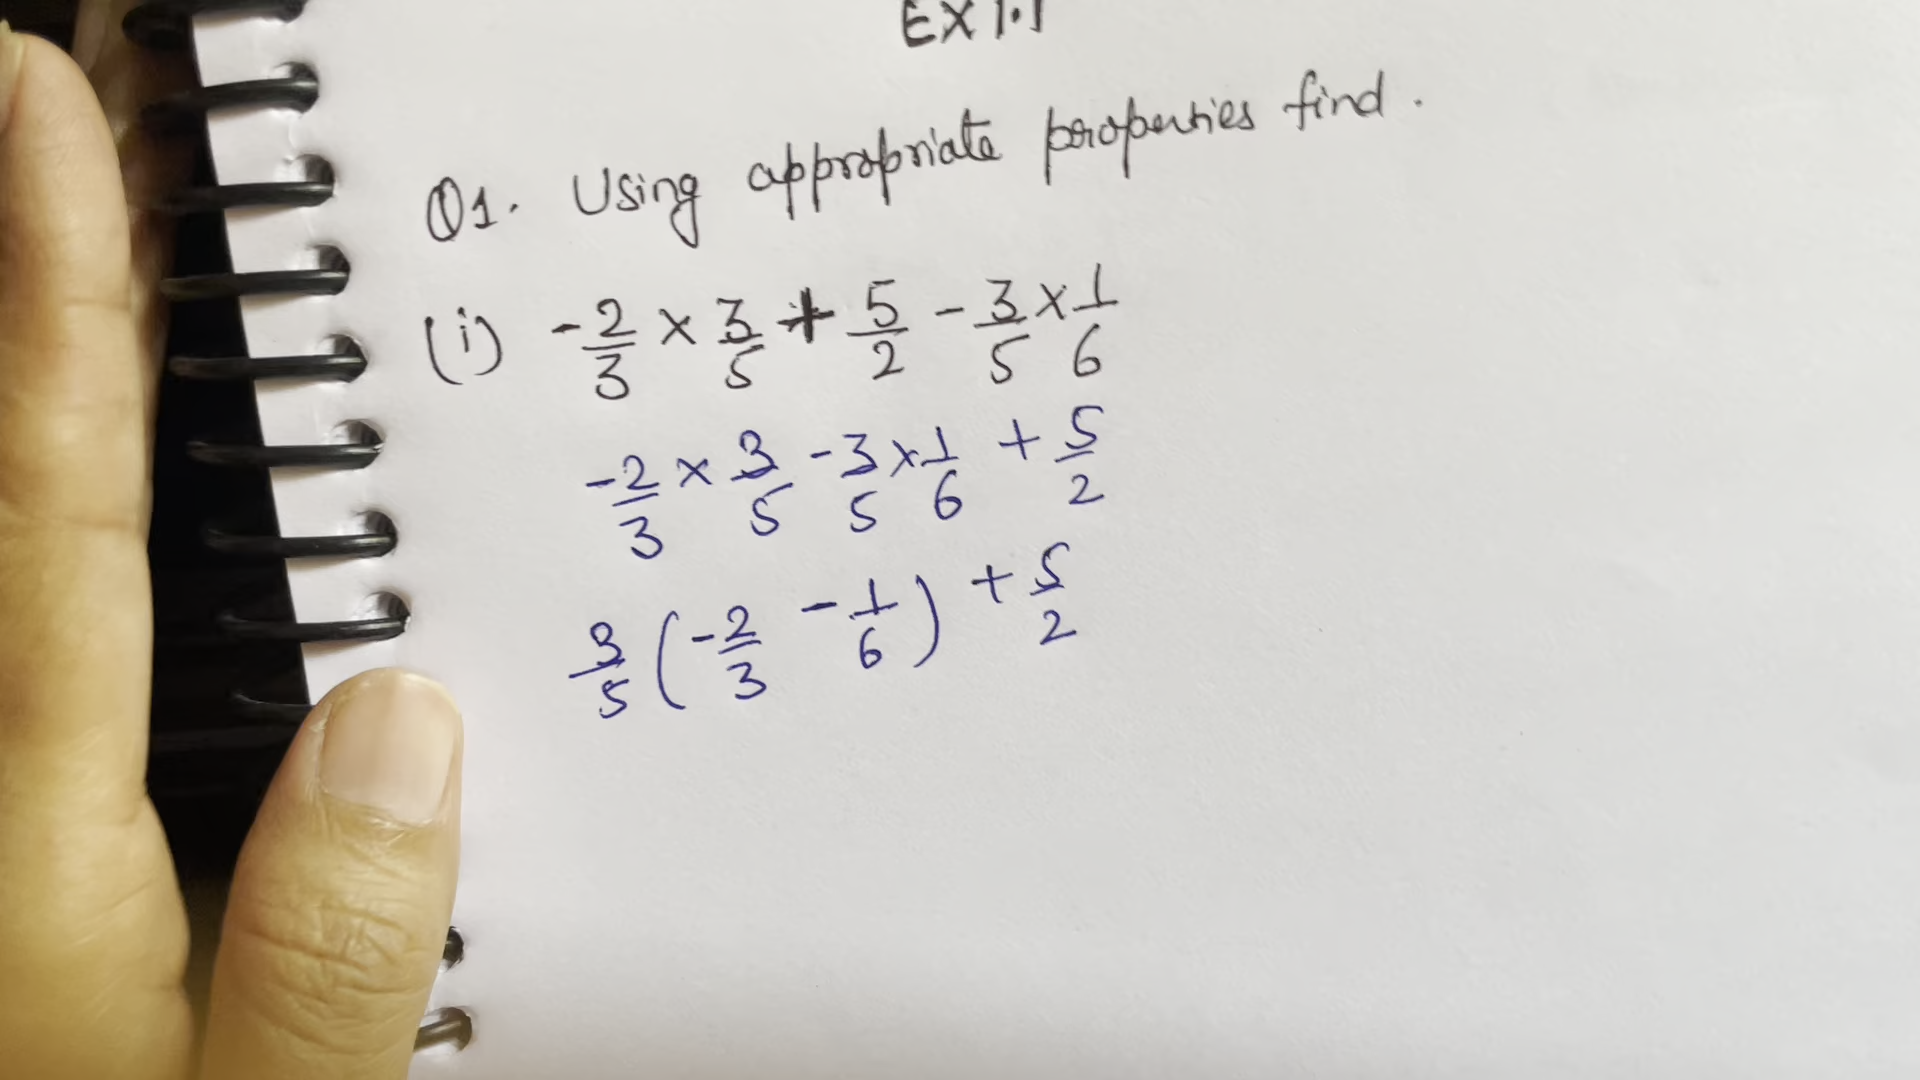 EX 1.1
Q1. Using appropriate properties find.
(i) -2/3 × 3/5 + 5/2 - 3/5 × 1/6
-2/3 × 3/5 - 3/5 × 1/6 + 5/2
3/5 (-2/3 - 1/6) + 5/2